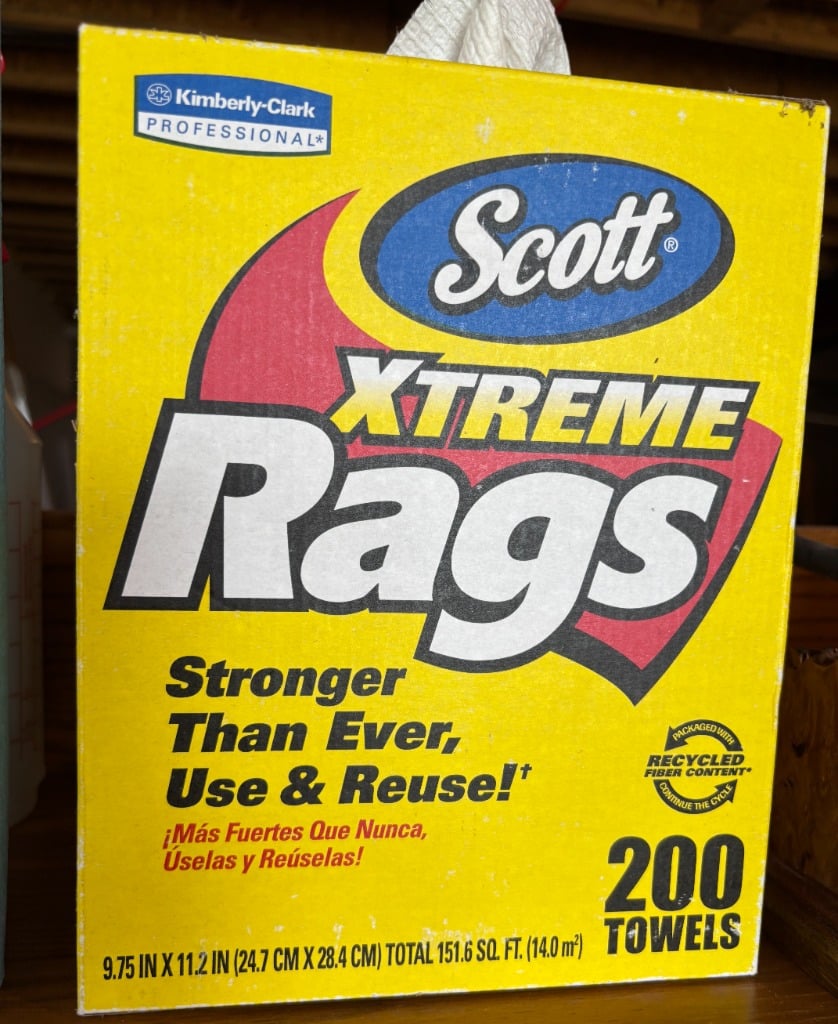 Kimberly-Clark
PROFESSIONAL*
Scott®
XTREME
Rags
Stronger
Than Ever,
Use & Reuse!†
¡Más Fuertes Que Nunca,
Úselas y Reúselas!
PACKAGED WITH
RECYCLED
FIBER CONTENT*
CONTINUE THE CYCLE
200
TOWELS
9.75 IN X 11.2 IN (24.7 CM X 28.4 CM) TOTAL 151.6 SQ. FT. (14.0 m²)